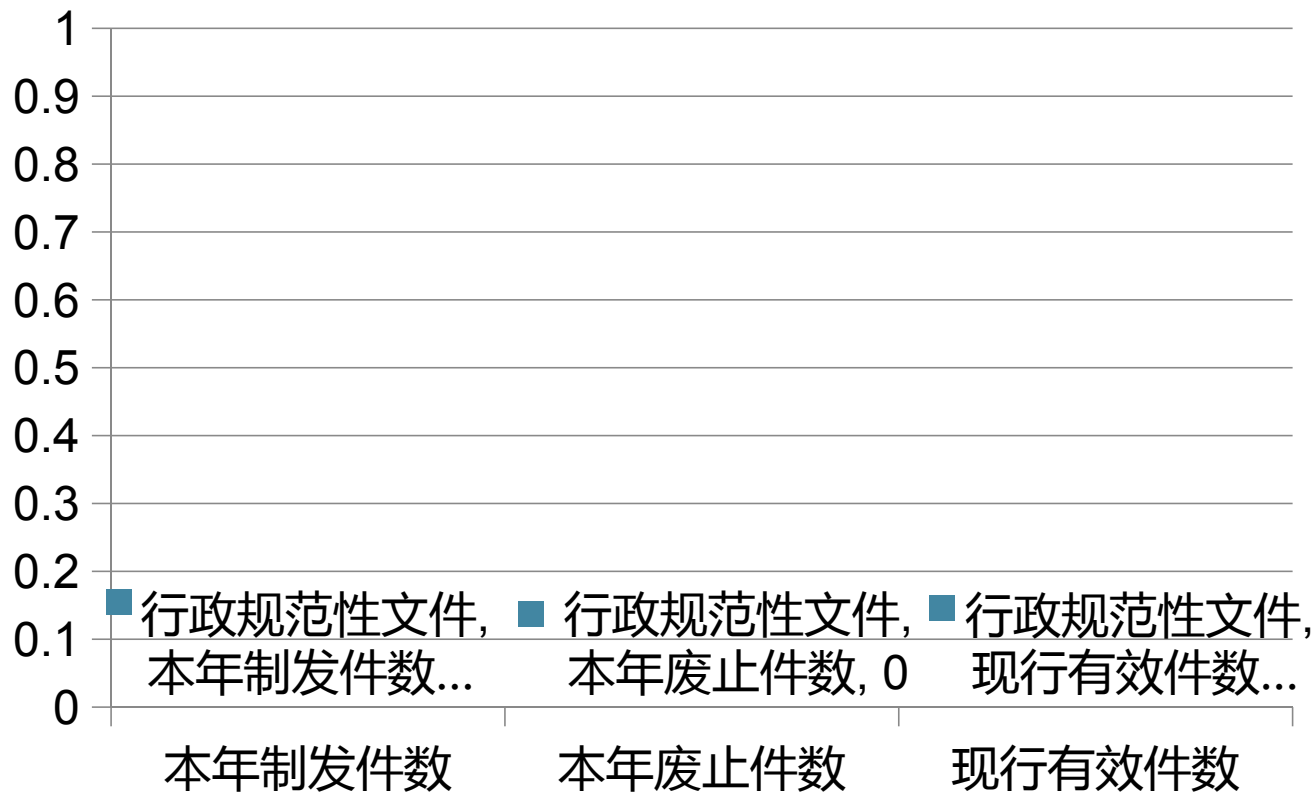 1
0.9
0.8
0.7
0.6
0.5
0.4
0.3
0.2
0.1
0
行政规范性文件,
本年制发件数...
行政规范性文件,
本年废止件数, 0
行政规范性文件,
现行有效件数...
本年制发件数
本年废止件数
现行有效件数